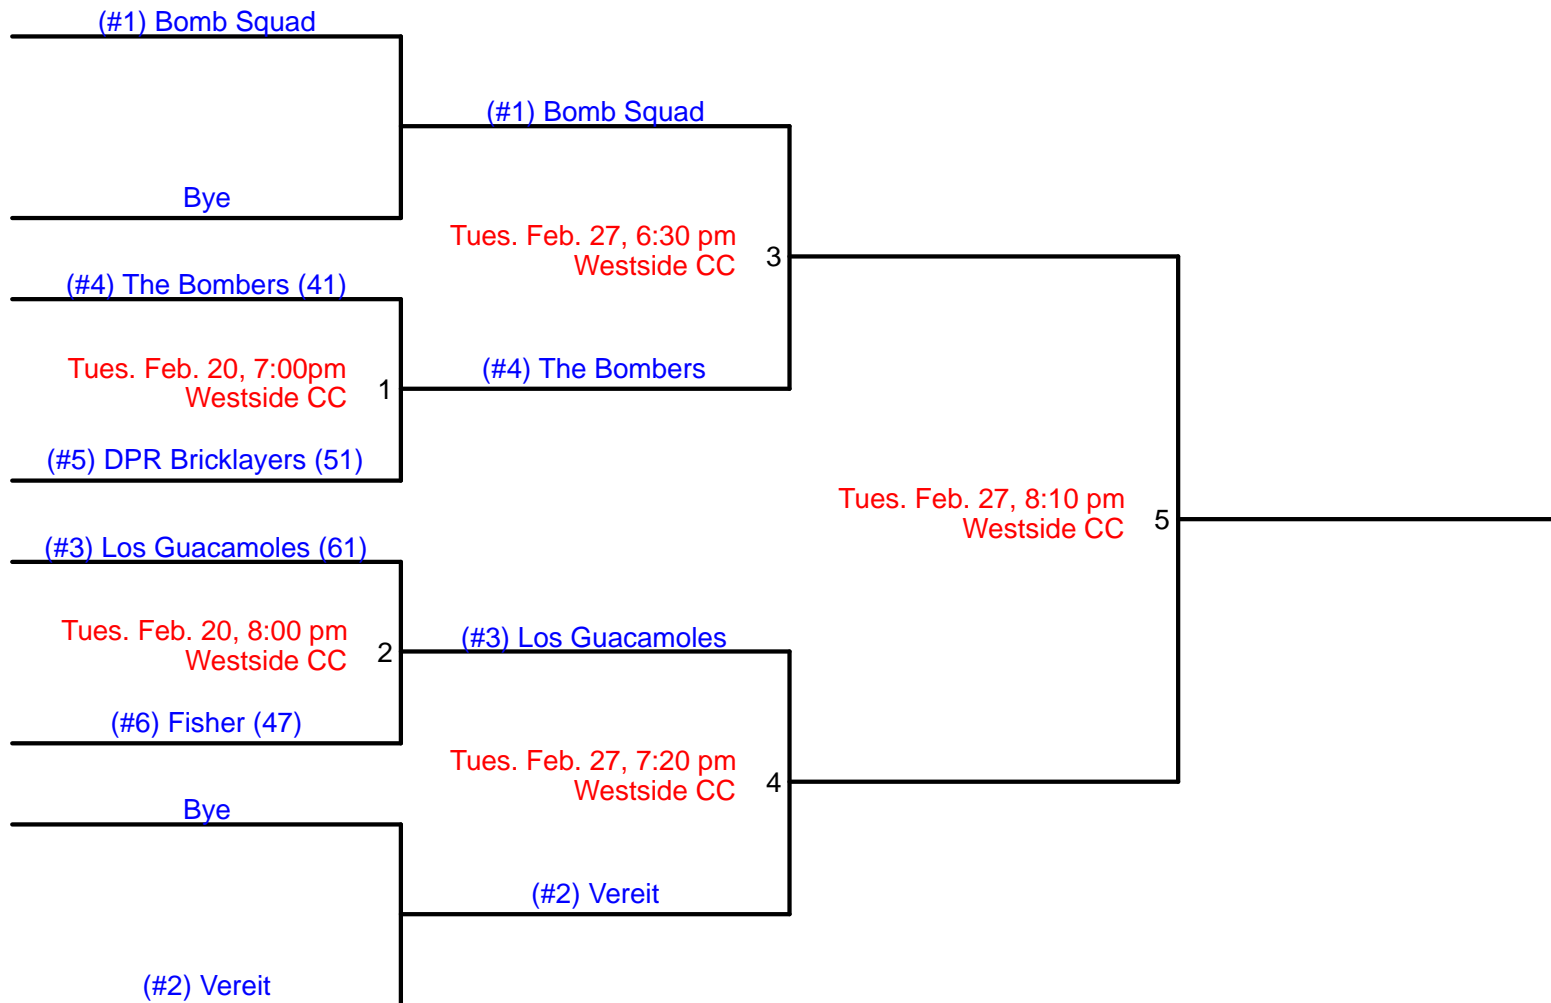 (#1) Bomb Squad
(#1) Bomb Squad
Bye
Tues. Feb. 27, 6:30 pm
Westside CC
3
(#4) The Bombers (41)
Tues. Feb. 20, 7:00pm
Westside CC
1
(#4) The Bombers
(#5) DPR Bricklayers (51)
Tues. Feb. 27, 8:10 pm
Westside CC
5
(#3) Los Guacamoles (61)
Tues. Feb. 20, 8:00 pm
Westside CC
2
(#3) Los Guacamoles
(#6) Fisher (47)
Tues. Feb. 27, 7:20 pm
Westside CC
4
Bye
(#2) Vereit
(#2) Vereit